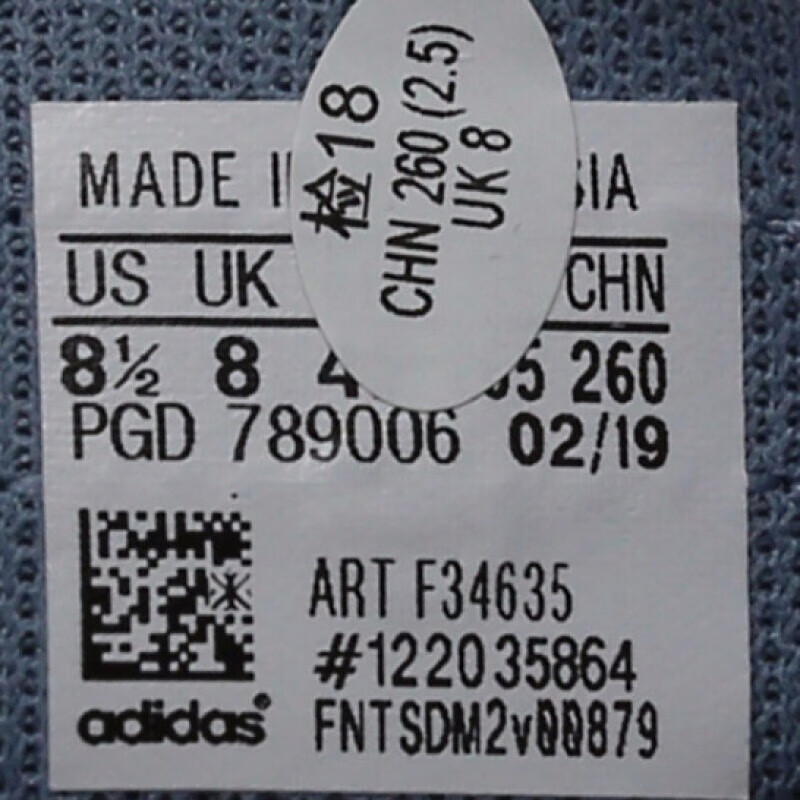 检18
CHN 260 (2.5)
UK 8
MADE
US UK CHN
8½ 8 260
PGD 789006 02/19
ART F34635
#122035864
adidas®
FNTSDM2v00879